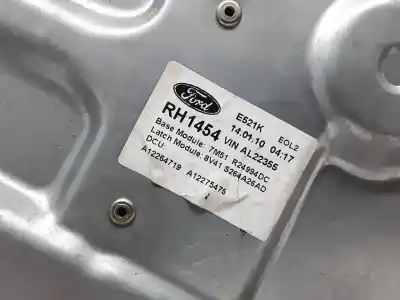 Ford
E521K EOL2
14.01.10 04:17
RH1454 VIN AL22355
Base Module: 7M51 R24994DC
Latch Module: 8V41 S264A26AD
DCU:
A12264719 A12275475